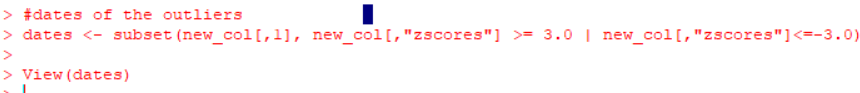 > #dates of the outliers
> dates <- subset(new_col[,1], new_col[,"zscores"] >= 3.0 | new_col[,"zscores"]<=-3.0)
>
> View(dates)
>